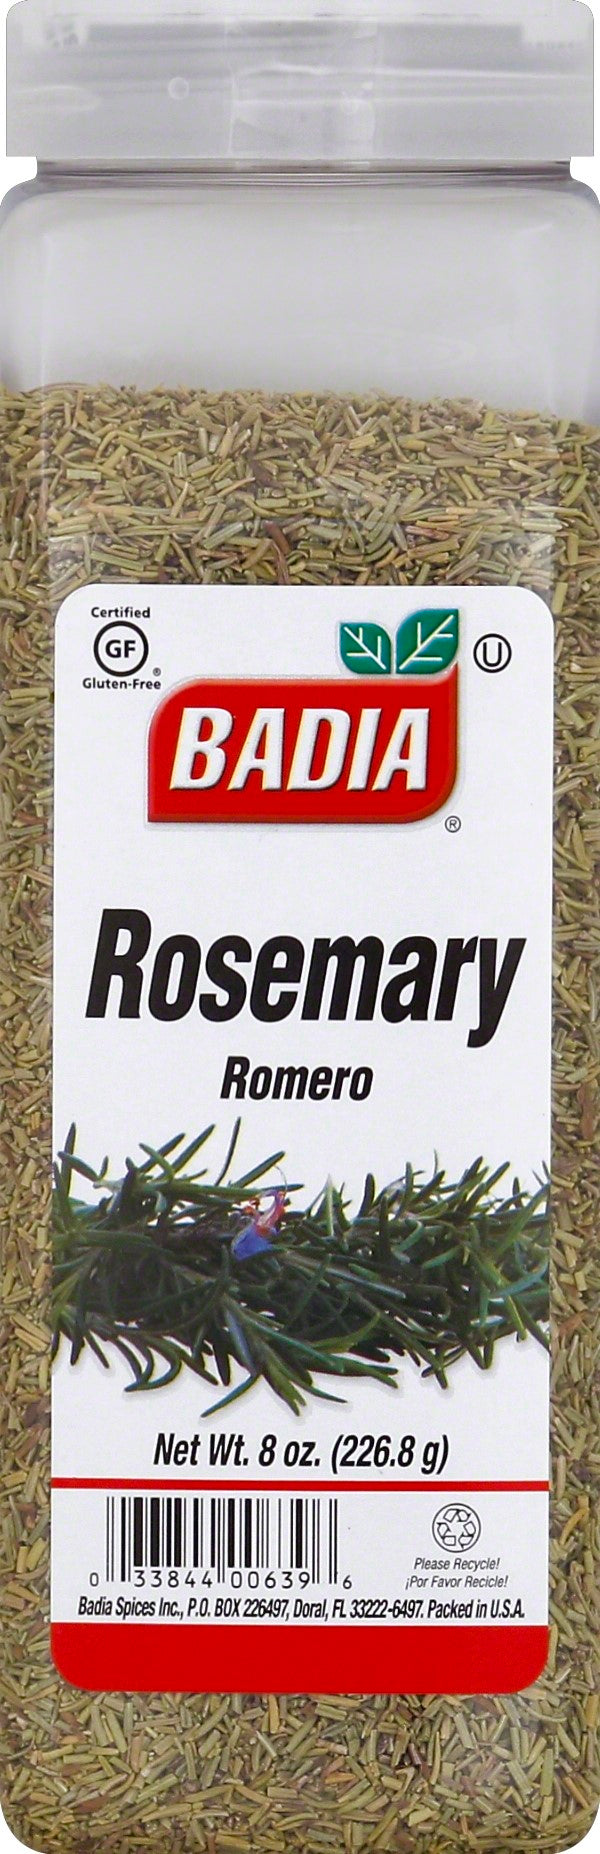 Certified
GF
Gluten-Free®
U
BADIA
®
Rosemary
Romero
Net Wt. 8 oz. (226.8 g)
0 33844 00639 6
Please Recycle!
¡Por Favor Recicle!
Badia Spices Inc., P.O. BOX 226497, Doral, FL 33222-6497. Packed in U.S.A.